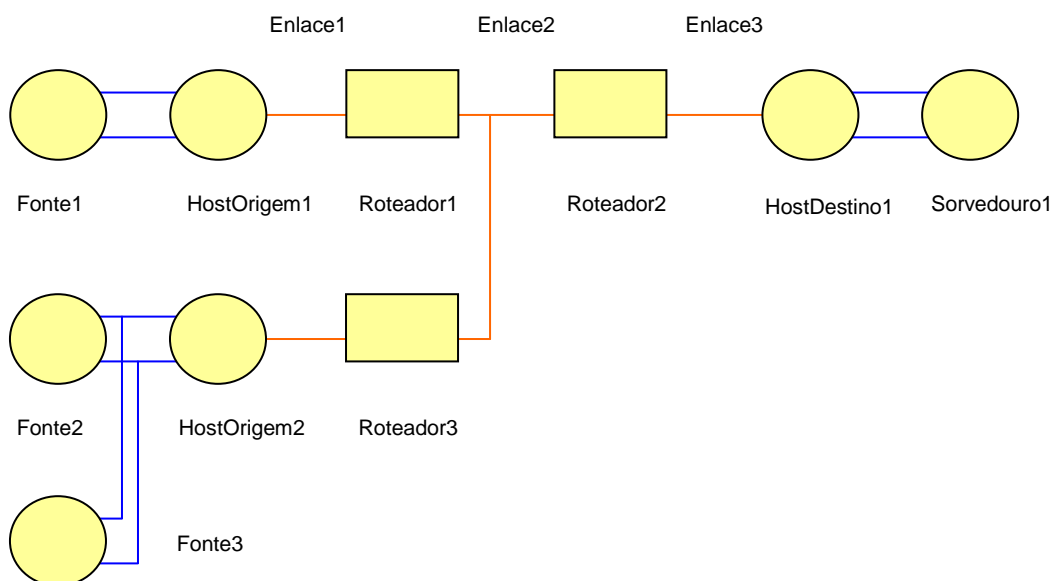 Enlace1 Enlace2 Enlace3
Fonte1 HostOrigem1 Roteador1 Roteador2 HostDestino1 Sorvedouro1
Fonte2 HostOrigem2 Roteador3
Fonte3